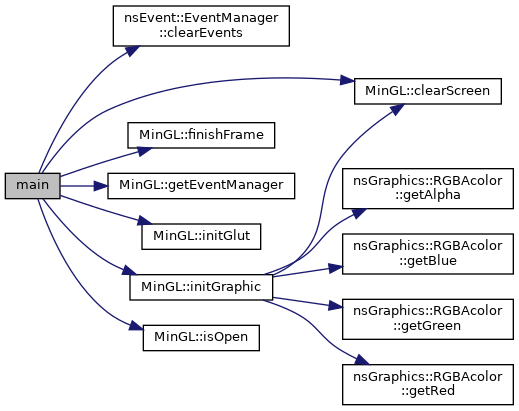 main
nsEvent::EventManager
::clearEvents
MinGL::clearScreen
MinGL::finishFrame
MinGL::getEventManager
MinGL::initGlut
MinGL::initGraphic
MinGL::isOpen
nsGraphics::RGBAcolor
::getAlpha
nsGraphics::RGBAcolor
::getBlue
nsGraphics::RGBAcolor
::getGreen
nsGraphics::RGBAcolor
::getRed